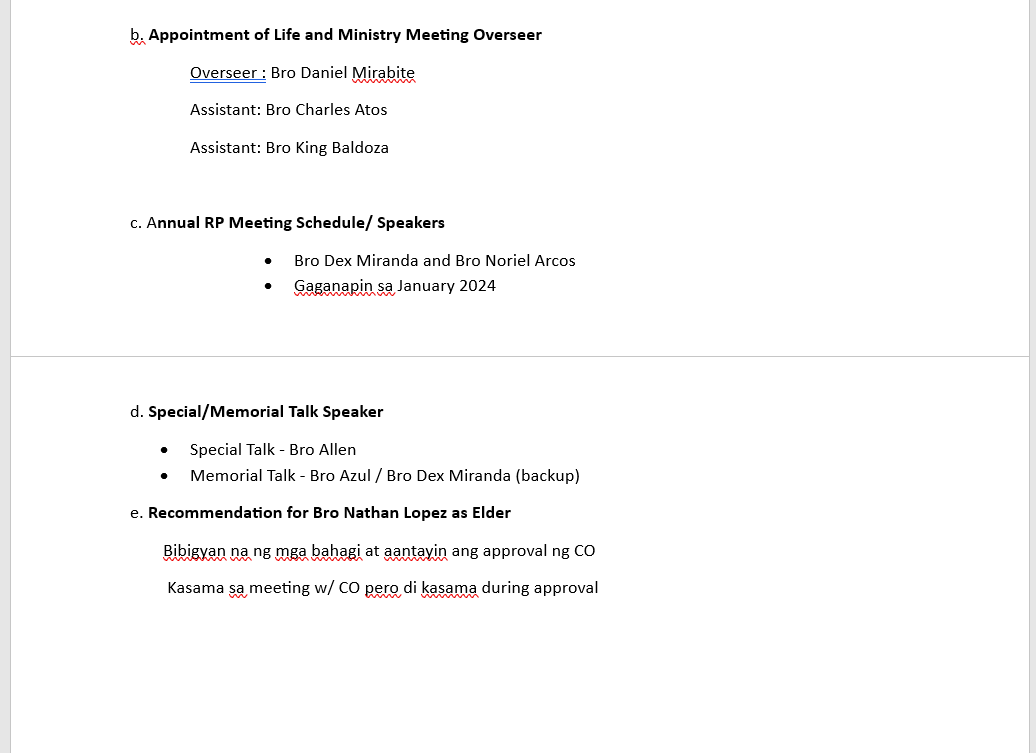 b. Appointment of Life and Ministry Meeting Overseer
Overseer : Bro Daniel Mirabite
Assistant: Bro Charles Atos
Assistant: Bro King Baldoza
c. Annual RP Meeting Schedule/ Speakers
• Bro Dex Miranda and Bro Noriel Arcos
• Gaganapin sa January 2024
d. Special/Memorial Talk Speaker
• Special Talk - Bro Allen
• Memorial Talk - Bro Azul / Bro Dex Miranda (backup)
e. Recommendation for Bro Nathan Lopez as Elder
Bibigyan na ng mga bahagi at aantayin ang approval ng CO
Kasama sa meeting w/ CO pero di kasama during approval